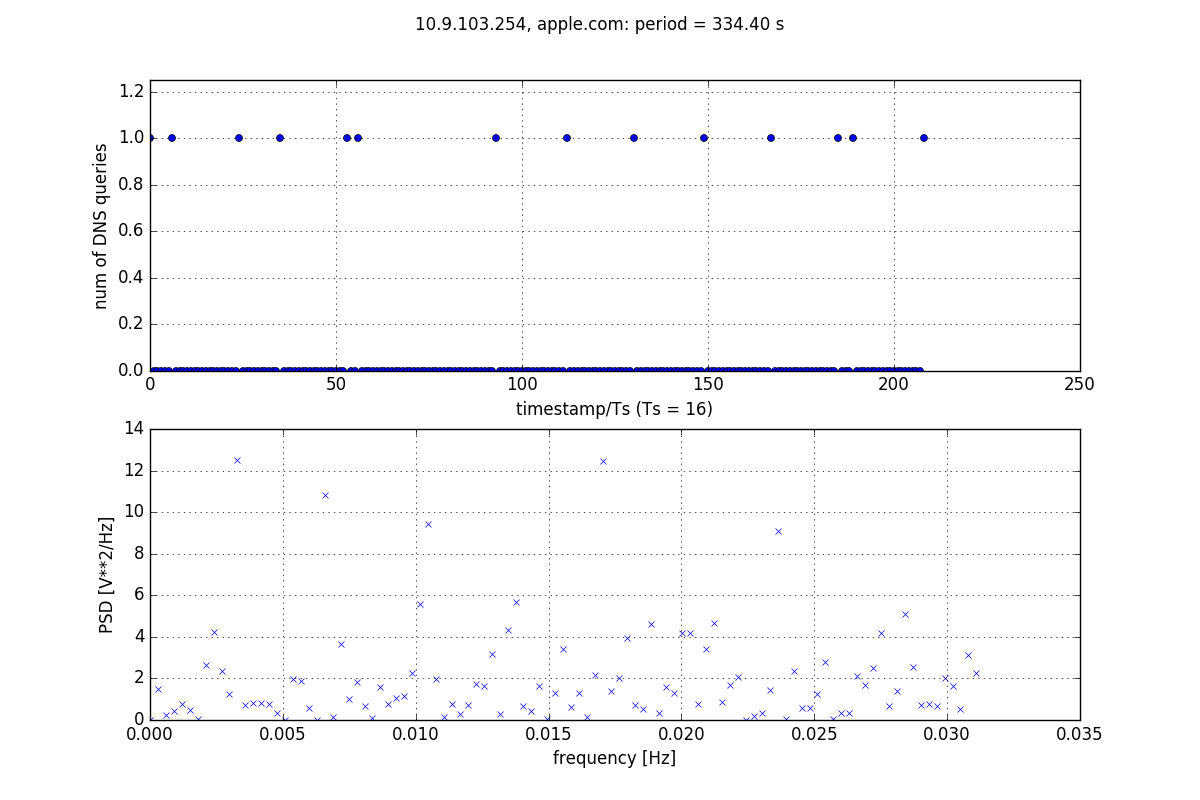 10.9.103.254, apple.com: period = 334.40 s
1.2
1.0
0.8
0.6
0.4
0.2
0.0
num of DNS queries
0 50 100 150 200 250
timestamp/Ts (Ts = 16)
14
12
10
8
6
4
2
0
PSD [V**2/Hz]
0.000 0.005 0.010 0.015 0.020 0.025 0.030 0.035
frequency [Hz]